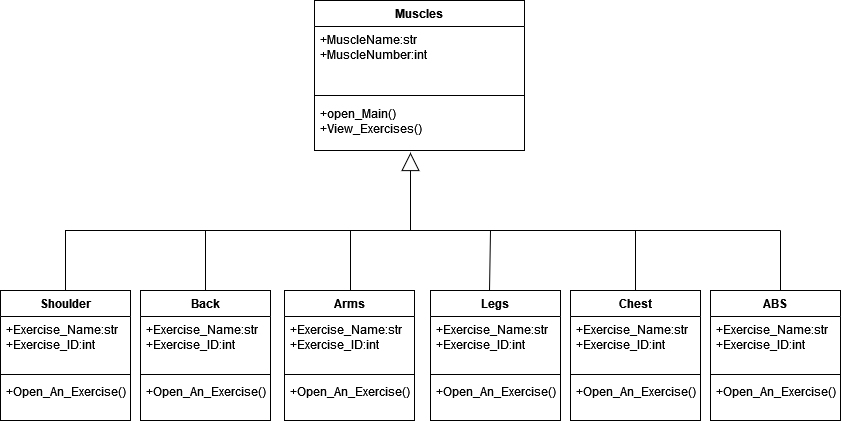 Muscles
+MuscleName:str
+MuscleNumber:int
+open_Main()
+View_Exercises()
Shoulder
+Exercise_Name:str
+Exercise_ID:int
+Open_An_Exercise()
Back
+Exercise_Name:str
+Exercise_ID:int
+Open_An_Exercise()
Arms
+Exercise_Name:str
+Exercise_ID:int
+Open_An_Exercise()
Legs
+Exercise_Name:str
+Exercise_ID:int
+Open_An_Exercise()
Chest
+Exercise_Name:str
+Exercise_ID:int
+Open_An_Exercise()
ABS
+Exercise_Name:str
+Exercise_ID:int
+Open_An_Exercise()